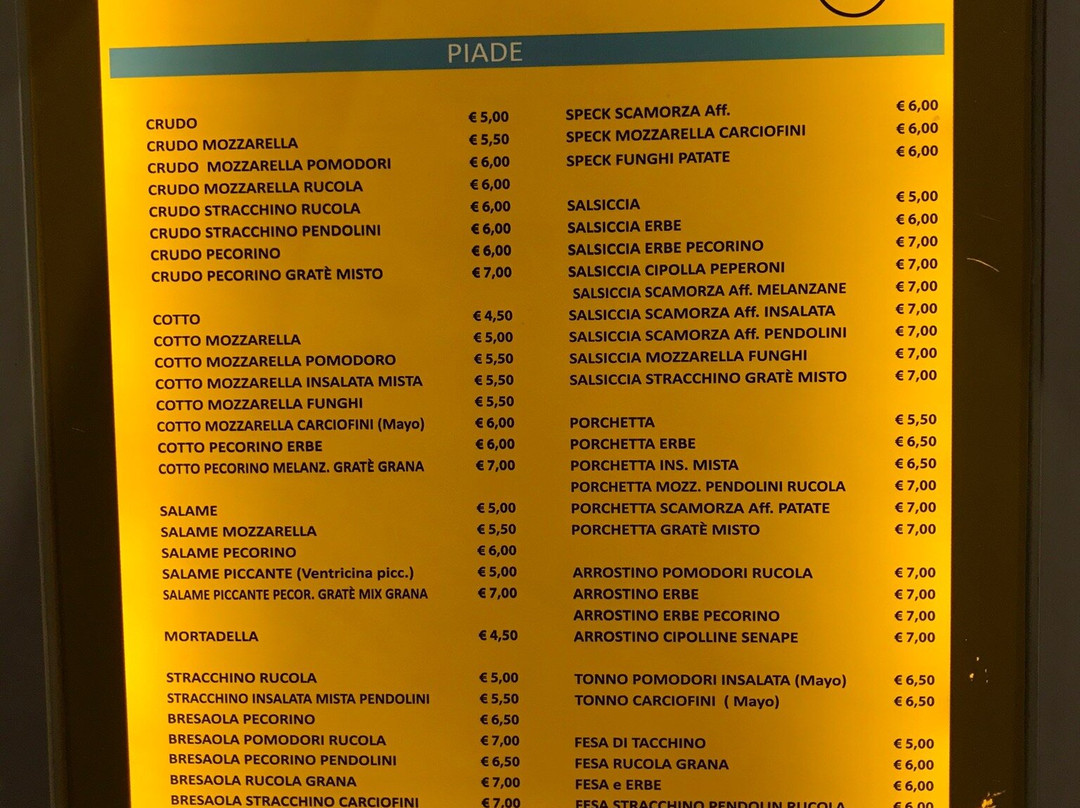 PIADE
CRUDO € 5,00
CRUDO MOZZARELLA € 5,50
CRUDO MOZZARELLA POMODORI € 6,00
CRUDO MOZZARELLA RUCOLA € 6,00
CRUDO STRACCHINO RUCOLA € 6,00
CRUDO STRACCHINO PENDOLINI € 6,00
CRUDO PECORINO € 6,00
CRUDO PECORINO GRATÈ MISTO € 7,00
COTTO € 4,50
COTTO MOZZARELLA € 5,00
COTTO MOZZARELLA POMODORO € 5,50
COTTO MOZZARELLA INSALATA MISTA € 5,50
COTTO MOZZARELLA FUNGHI € 5,50
COTTO MOZZARELLA CARCIOFINI (Mayo) € 6,00
COTTO PECORINO ERBE € 6,00
COTTO PECORINO MELANZ. GRATÈ GRANA € 7,00
SALAME € 5,00
SALAME MOZZARELLA € 5,50
SALAME PECORINO € 6,00
SALAME PICCANTE (Ventricina picc.) € 5,00
SALAME PICCANTE PECOR. GRATÈ MIX GRANA € 7,00
MORTADELLA € 4,50
STRACCHINO RUCOLA € 5,00
STRACCHINO INSALATA MISTA PENDOLINI € 5,50
BRESAOLA PECORINO € 6,50
BRESAOLA POMODORI RUCOLA € 7,00
BRESAOLA PECORINO PENDOLINI € 6,50
BRESAOLA RUCOLA GRANA € 7,00
BRESAOLA STRACCHINO CARCIOFINI € 7,00
SPECK SCAMORZA Aff. € 6,00
SPECK MOZZARELLA CARCIOFINI € 6,00
SPECK FUNGHI PATATE € 6,00
SALSICCIA € 5,00
SALSICCIA ERBE € 6,00
SALSICCIA ERBE PECORINO € 7,00
SALSICCIA CIPOLLA PEPERONI € 7,00
SALSICCIA SCAMORZA Aff. MELANZANE € 7,00
SALSICCIA SCAMORZA Aff. INSALATA € 7,00
SALSICCIA SCAMORZA Aff. PENDOLINI € 7,00
SALSICCIA MOZZARELLA FUNGHI € 7,00
SALSICCIA STRACCHINO GRATÈ MISTO € 7,00
PORCHETTA € 5,50
PORCHETTA ERBE € 6,50
PORCHETTA INS. MISTA € 6,50
PORCHETTA MOZZ. PENDOLINI RUCOLA € 7,00
PORCHETTA SCAMORZA Aff. PATATE € 7,00
PORCHETTA GRATÈ MISTO € 7,00
ARROSTINO POMODORI RUCOLA € 7,00
ARROSTINO ERBE € 7,00
ARROSTINO ERBE PECORINO € 7,00
ARROSTINO CIPOLLINE SENAPE € 7,00
TONNO POMODORI INSALATA (Mayo) € 6,50
TONNO CARCIOFINI ( Mayo) € 6,50
FESA DI TACCHINO € 5,00
FESA RUCOLA GRANA € 6,00
FESA e ERBE € 6,00
FESA STRACCHINO PENDOLIN RUCOLA € 6,00